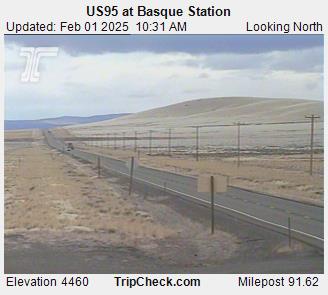 US95 at Basque Station
Updated: Feb 01 2025 10:31 AM Looking North
Elevation 4460 TripCheck.com Milepost 91.62